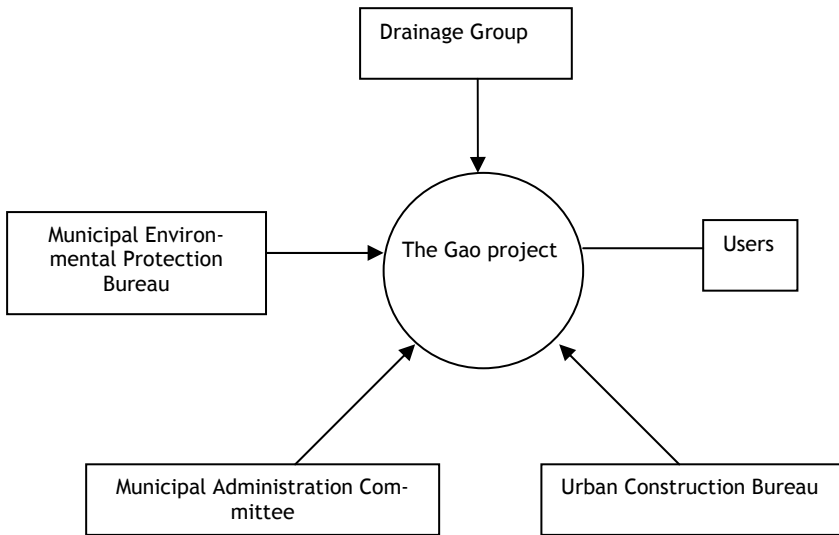 Drainage Group
Municipal Environ-
mental Protection
Bureau
The Gao project
Users
Municipal Administration Com-
mittee
Urban Construction Bureau